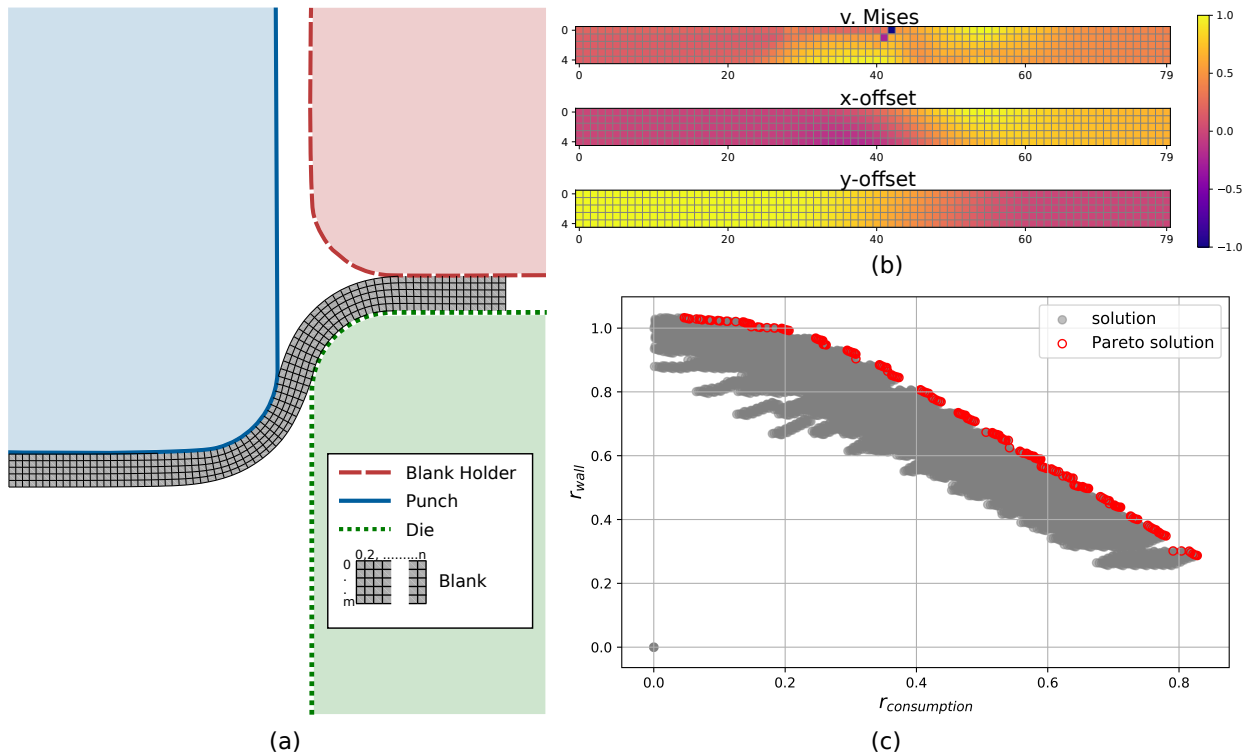 Blank Holder
Punch
Die
0,2, .........n
0
.
.
m
Blank
(a)
v. Mises
0
4
0 20 40 60 79
x-offset
0
4
0 20 40 60 79
y-offset
0
4
0 20 40 60 79
1.0
0.5
0.0
−0.5
−1.0
(b)
solution
Pareto solution
1.0
0.8
0.6
0.4
0.2
0.0
r_wall
0.0 0.2 0.4 0.6 0.8
r_consumption
(c)